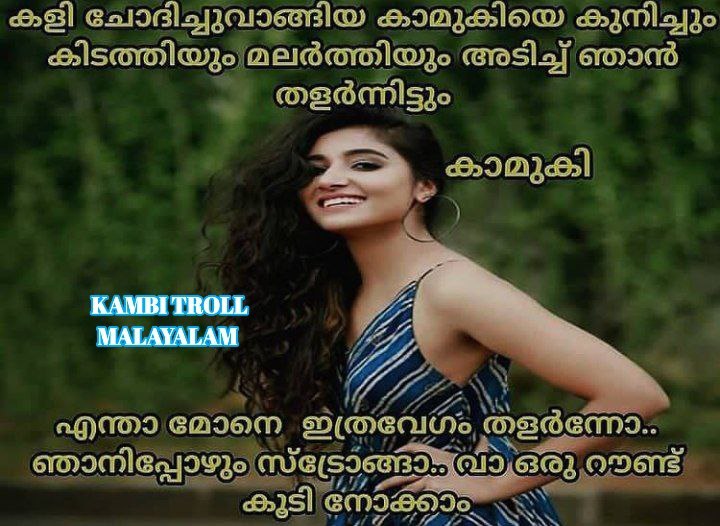 കളി ചോദിച്ചുവാങ്ങിയ കാമുകിയെ കുനിച്ചും
കിടത്തിയും മലർത്തിയും അടിച്ച് ഞാൻ
തളർന്നിട്ടും
കാമുകി
KAMBI TROLL
MALAYALAM
എന്താ മോനെ ഇത്രവേഗം തളർന്നോ..
ഞാനിപ്പോഴും സ്ട്രോങ്ങാ.. വാ ഒരു റൗണ്ട്
കൂടി നോക്കാം